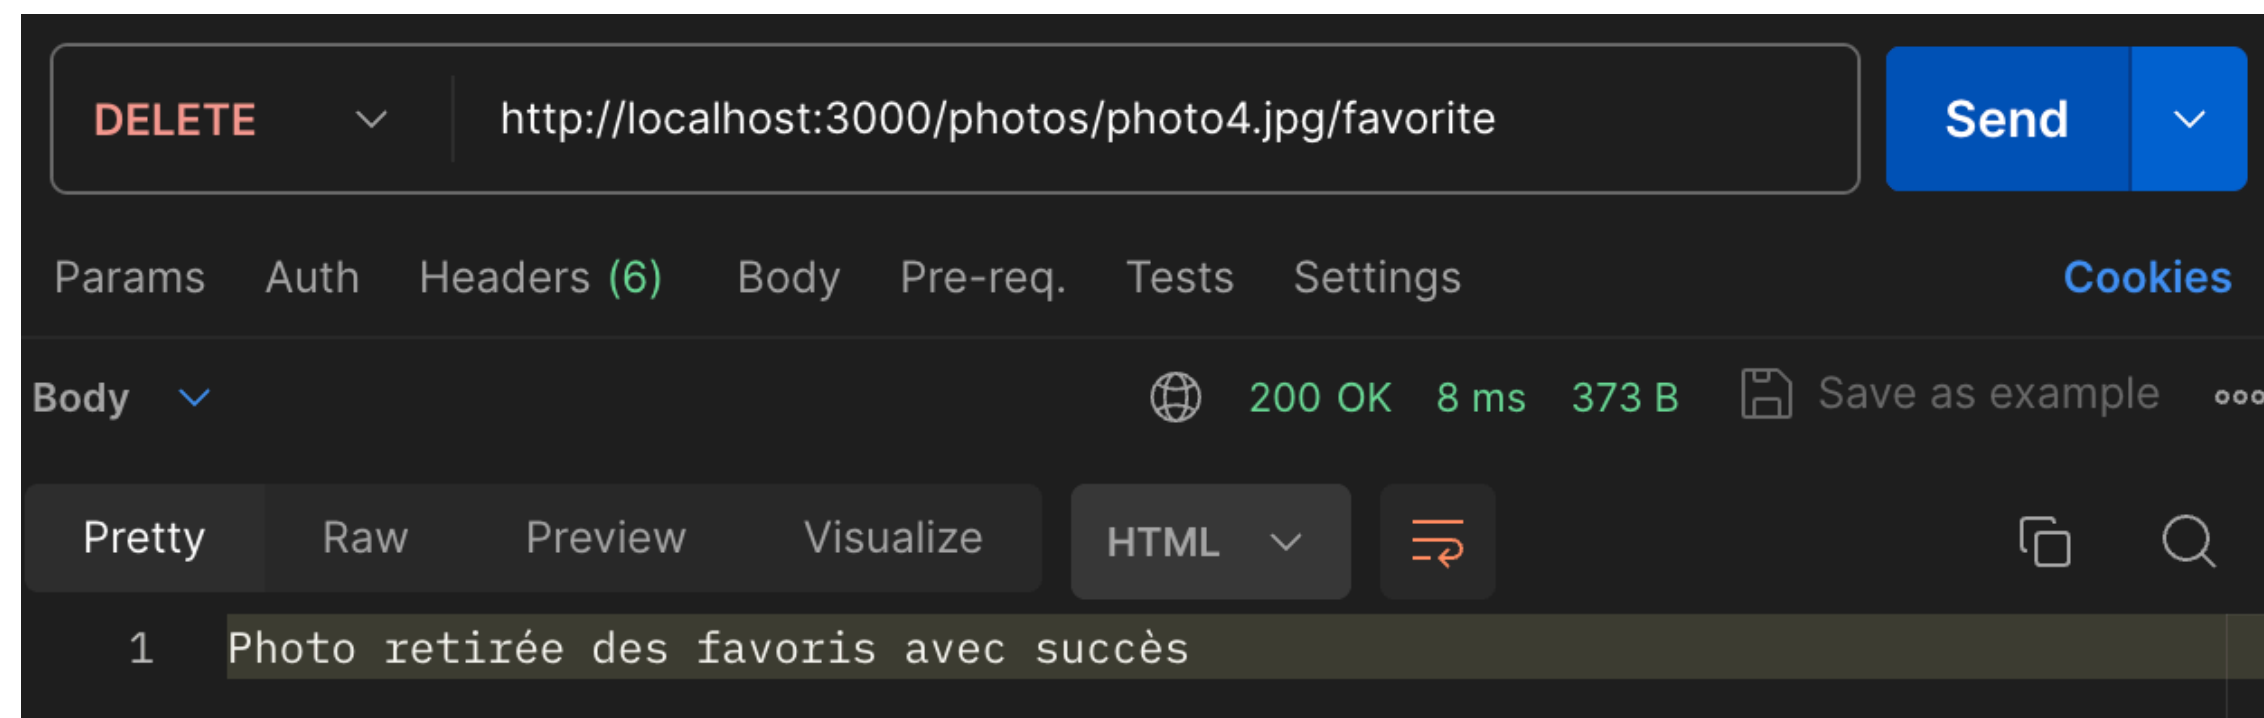 DELETE http://localhost:3000/photos/photo4.jpg/favorite Send
Params Auth Headers (6) Body Pre-req. Tests Settings Cookies
Body 200 OK 8 ms 373 B Save as example
Pretty Raw Preview Visualize HTML
1 Photo retirée des favoris avec succès